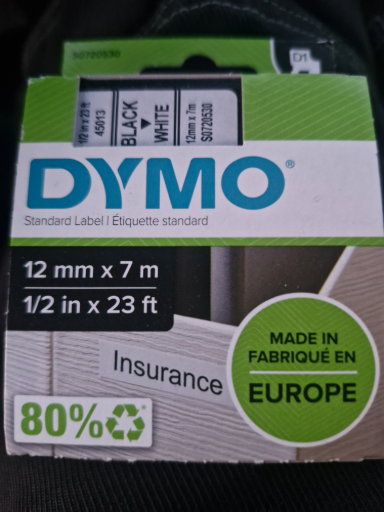 S0720530
D1
1/2 in x 23 ft
45013
BLACK
WHITE
12mm x 7m
S0720530
DYMO®
Standard Label | Étiquette standard
12 mm x 7 m
1/2 in x 23 ft
Insurance
MADE IN
FABRIQUÉ EN
EUROPE
80%